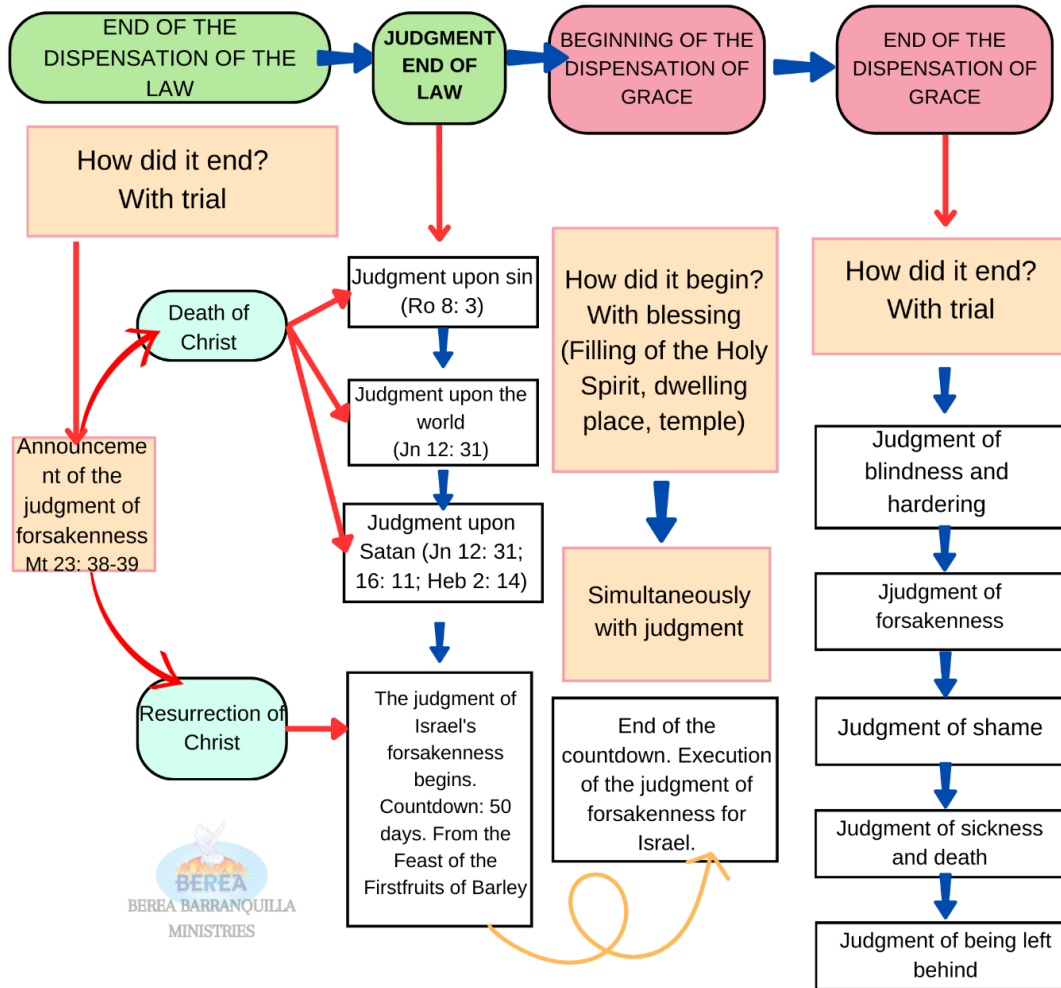 END OF THE
DISPENSATION OF THE
LAW
JUDGMENT
END OF
LAW
BEGINNING OF THE
DISPENSATION OF
GRACE
END OF THE
DISPENSATION OF
GRACE
How did it end?
With trial
Death of
Christ
Announceme
nt of the
judgment of
forsakenness
Mt 23: 38-39
Resurrection of
Christ
Judgment upon sin
(Ro 8: 3)
Judgment upon the
world
(Jn 12: 31)
Judgment upon
Satan (Jn 12: 31;
16: 11; Heb 2: 14)
The judgment of
Israel's
forsakenness
begins.
Countdown: 50
days. From the
Feast of the
Firstfruits of Barley
How did it begin?
With blessing
(Filling of the Holy
Spirit, dwelling
place, temple)
Simultaneously
with judgment
End of the
countdown. Execution
of the judgment of
forsakenness for
Israel.
How did it end?
With trial
Judgment of
blindness and
hardering
Jjudgment of
forsakenness
Judgment of shame
Judgment of sickness
and death
Judgment of being left
behind
BEREA
BEREA BARRANQUILLA
MINISTRIES